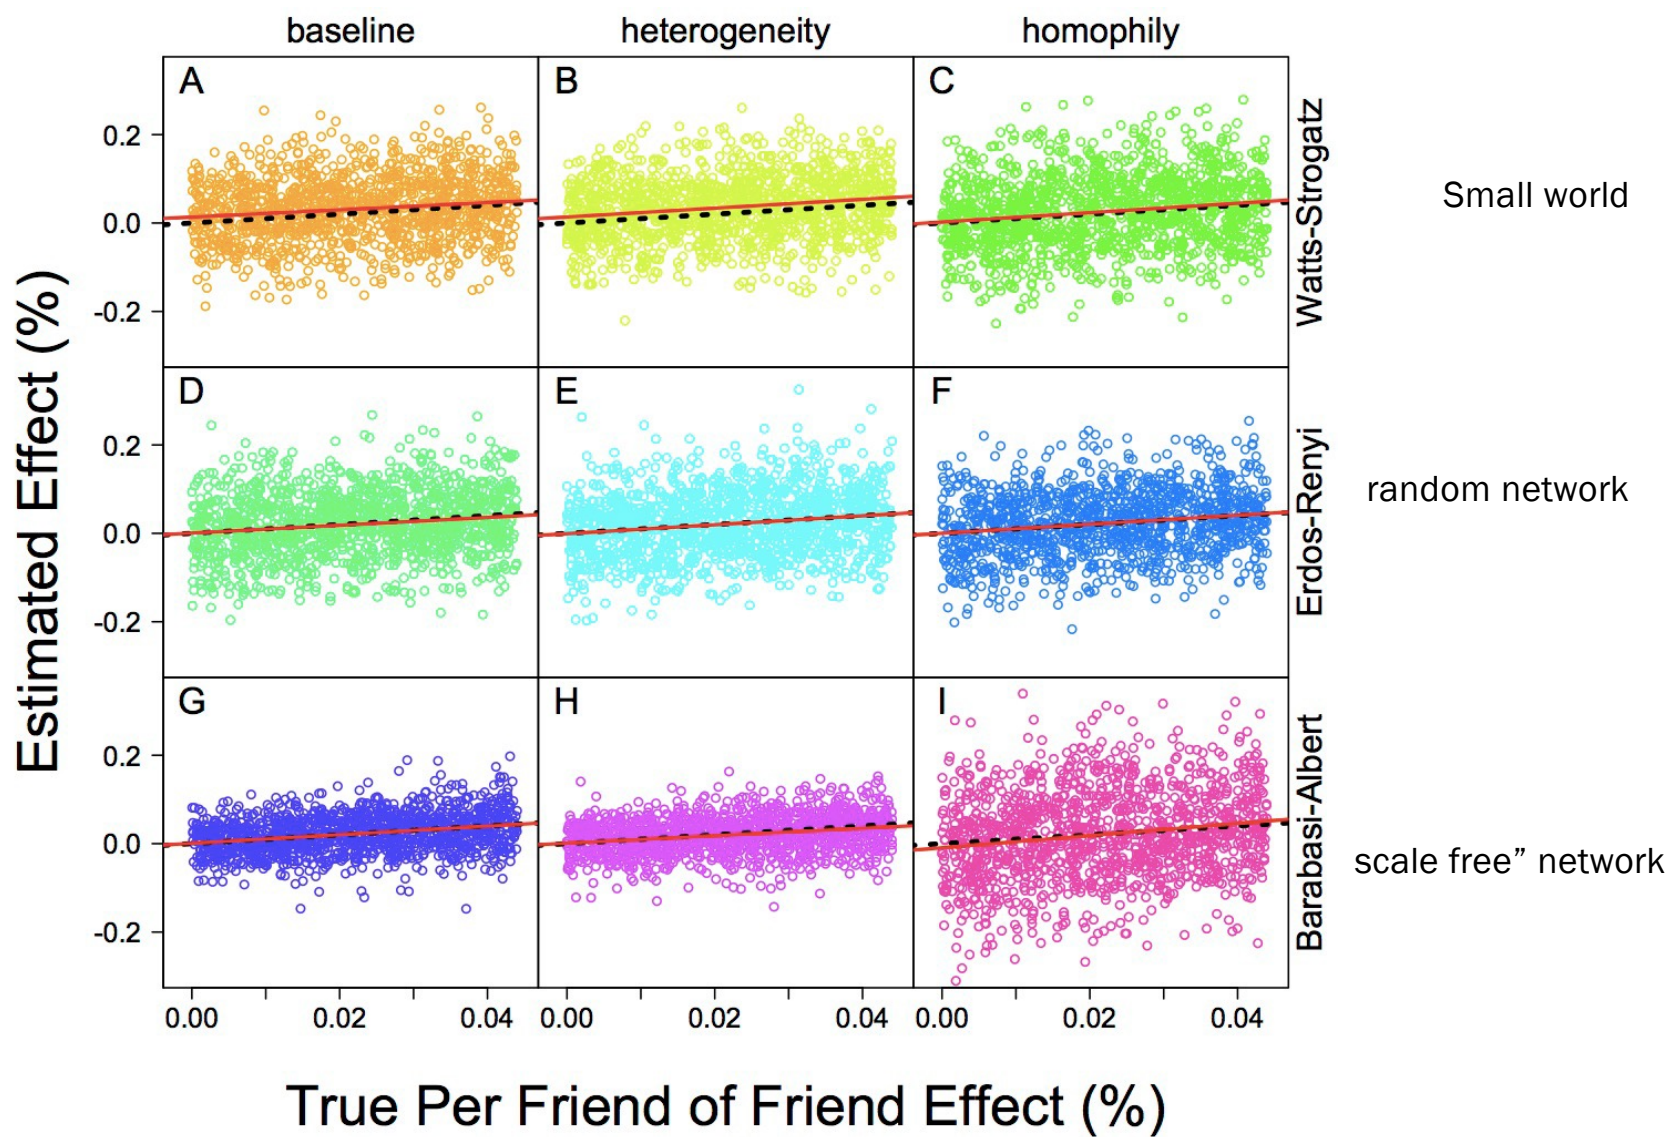 baseline heterogeneity homophily
A B C
0.2
0.0
-0.2
Watts-Strogatz
Small world
D E F
0.2
0.0
-0.2
Erdos-Renyi
random network
G H I
0.2
0.0
-0.2
Barabasi-Albert
scale free” network
Estimated Effect (%)
0.00 0.02 0.04 0.00 0.02 0.04 0.00 0.02 0.04
True Per Friend of Friend Effect (%)